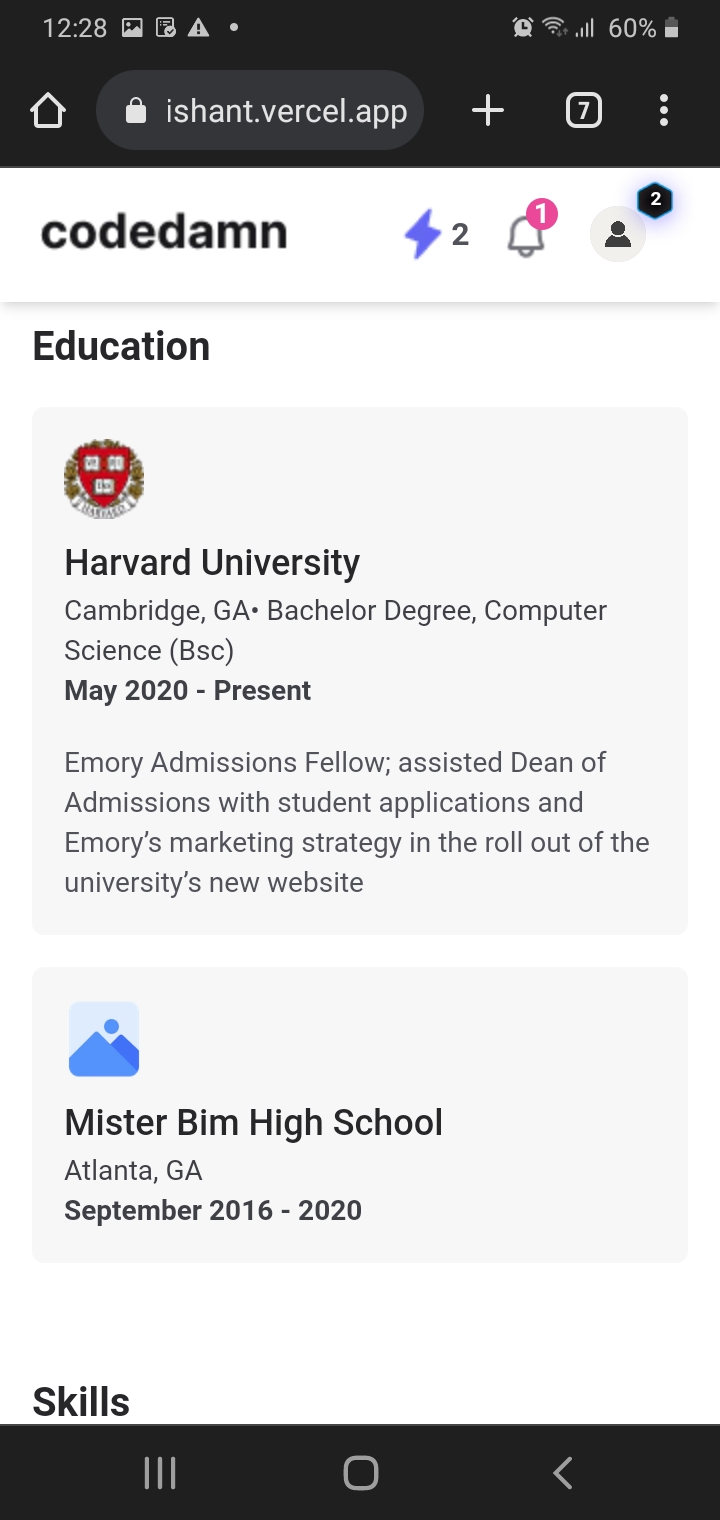 12:28
60%
ishant.vercel.app
7
codedamn
2
1
2
Education
Harvard University
Cambridge, GA• Bachelor Degree, Computer
Science (Bsc)
May 2020 - Present
Emory Admissions Fellow; assisted Dean of
Admissions with student applications and
Emory’s marketing strategy in the roll out of the
university’s new website
Mister Bim High School
Atlanta, GA
September 2016 - 2020
Skills